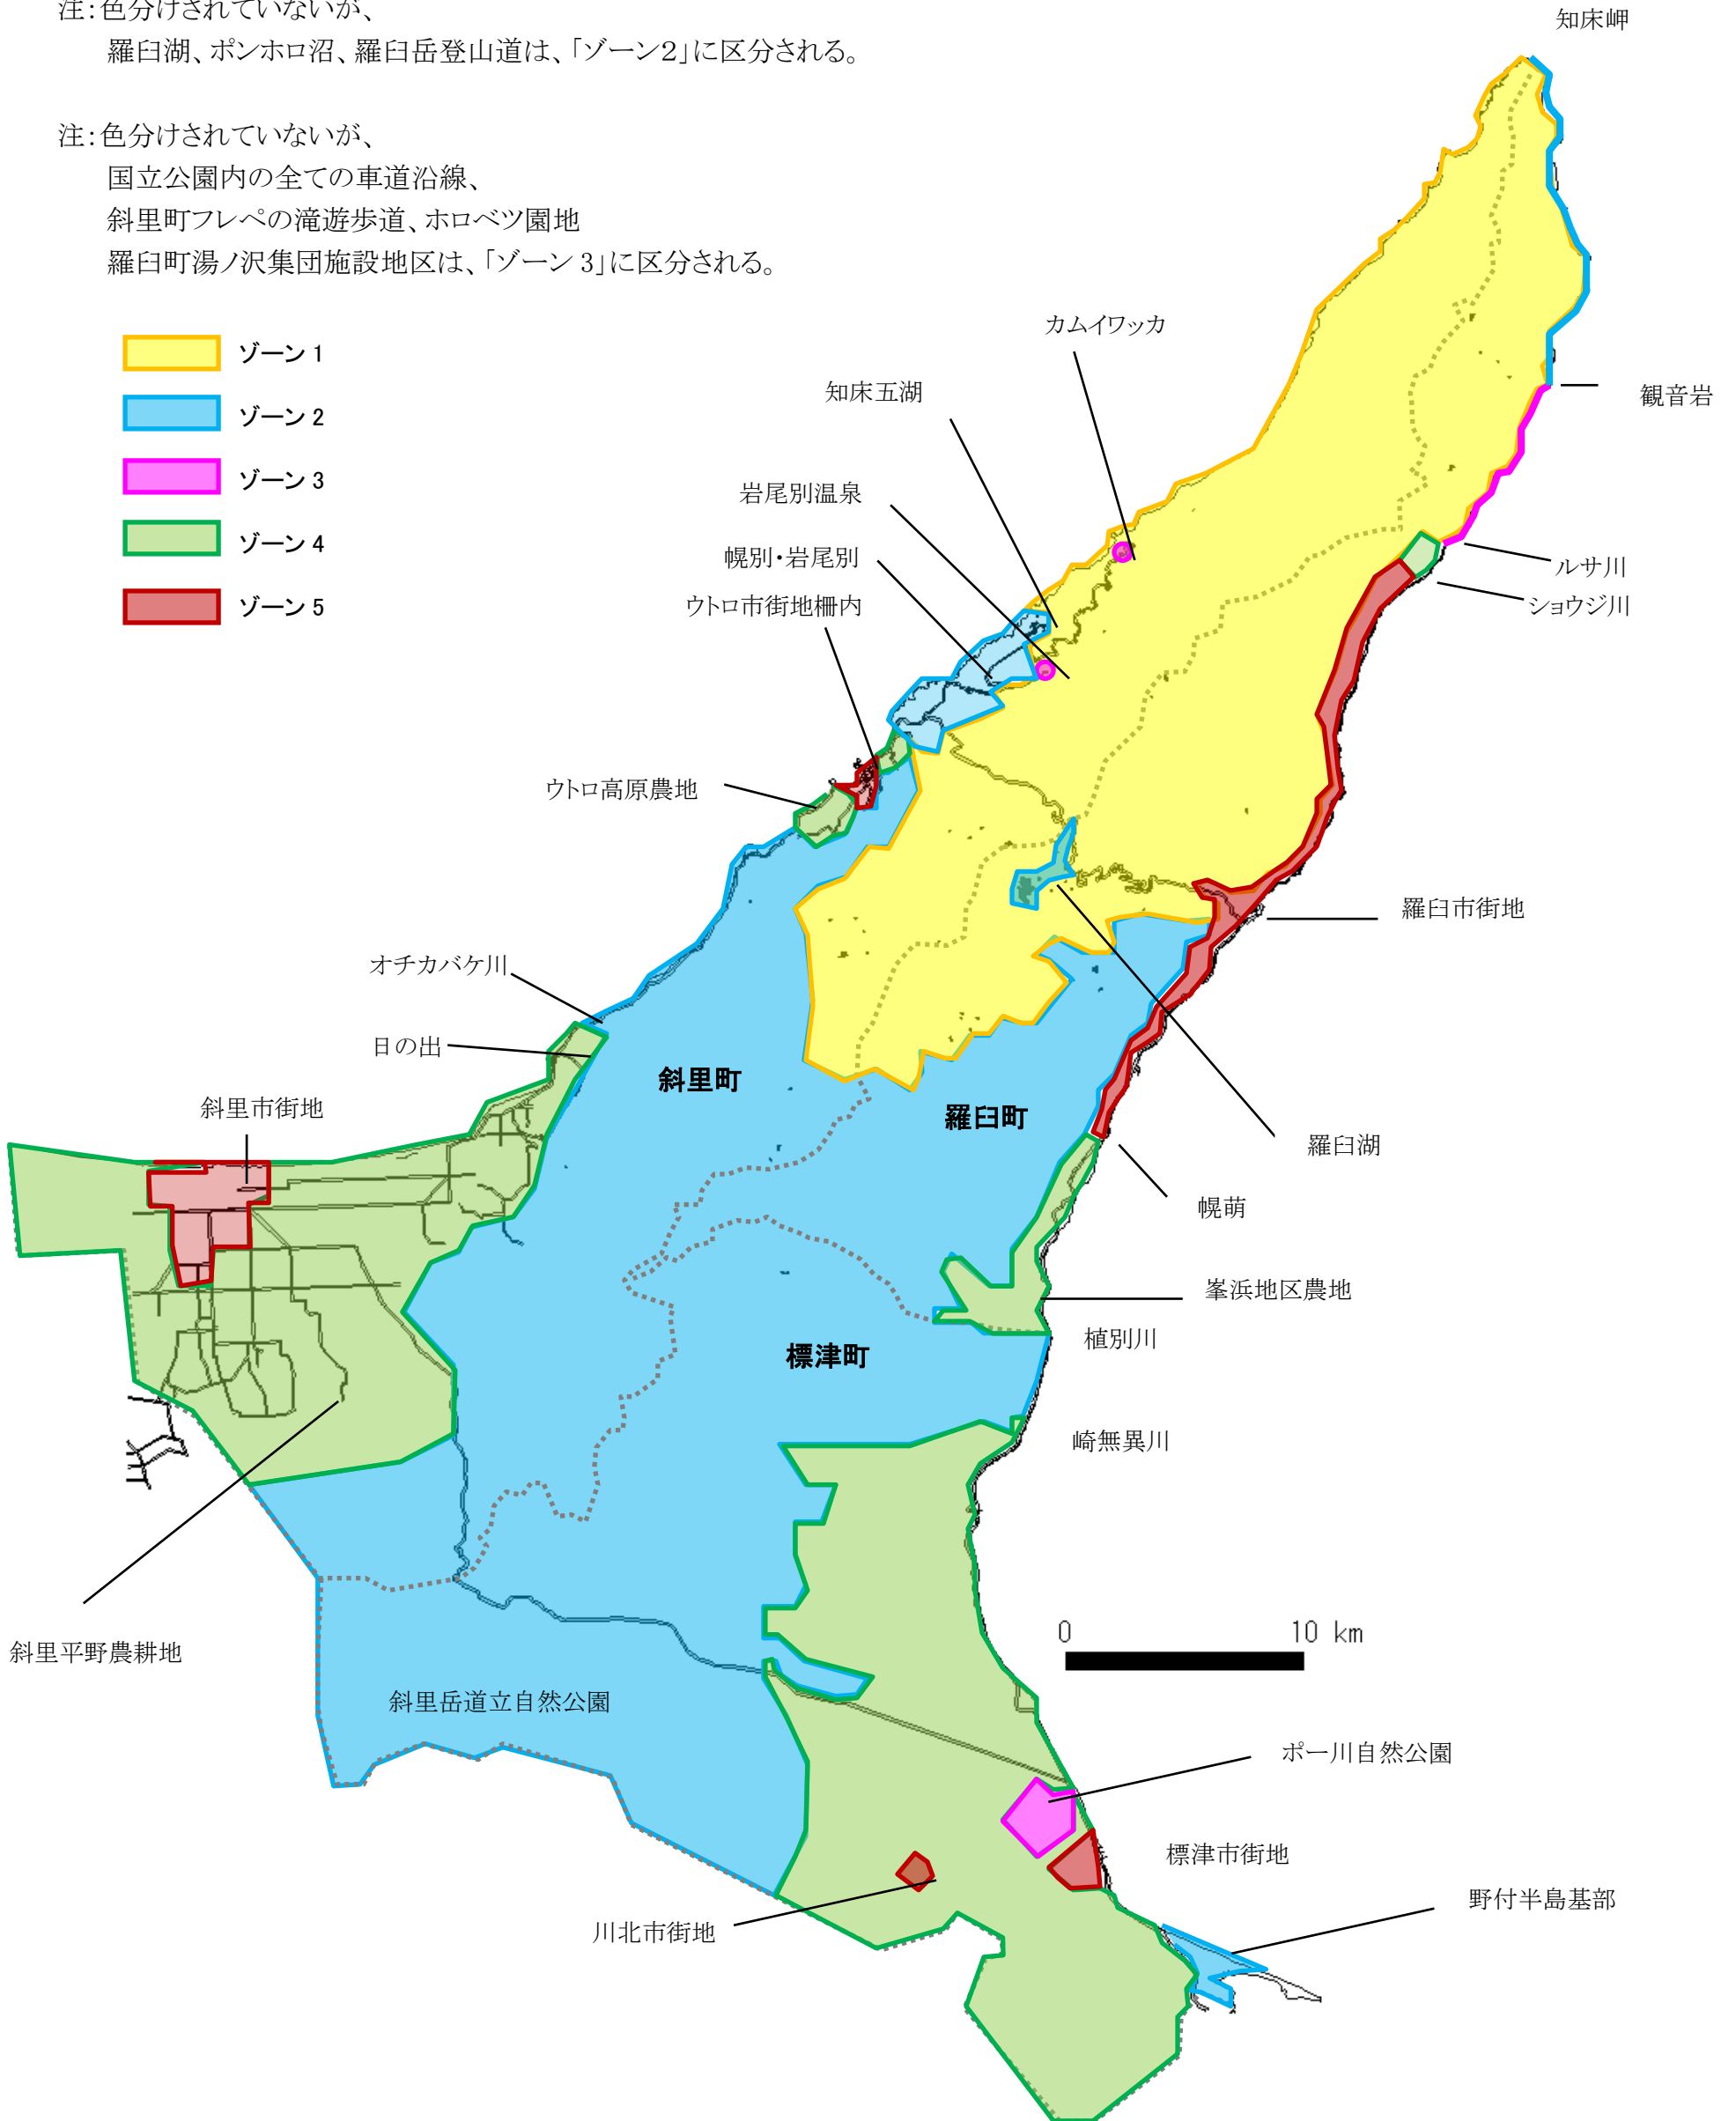 注：色分けされていないが、
羅臼湖、ポンホロ沼、羅臼岳登山道は、「ゾーン２」に区分される。
注：色分けされていないが、
国立公園内の全ての車道沿線、
斜里町フレペの滝遊歩道、ホロベツ園地
羅臼町湯ノ沢集団施設地区は、「ゾーン 3」に区分される。
ゾーン 1
ゾーン 2
ゾーン 3
ゾーン 4
ゾーン 5
知床岬
カムイワッカ
知床五湖
観音岩
岩尾別温泉
幌別・岩尾別
ウトロ市街地柵内
ルサ川
ショウジ川
ウトロ高原農地
羅臼市街地
オチカバケ川
日の出
斜里町
斜里市街地
羅臼町
羅臼湖
幌萌
峯浜地区農地
植別川
標津町
崎無異川
斜里平野農耕地
0 10 km
斜里岳道立自然公園
ポー川自然公園
標津市街地
野付半島基部
川北市街地